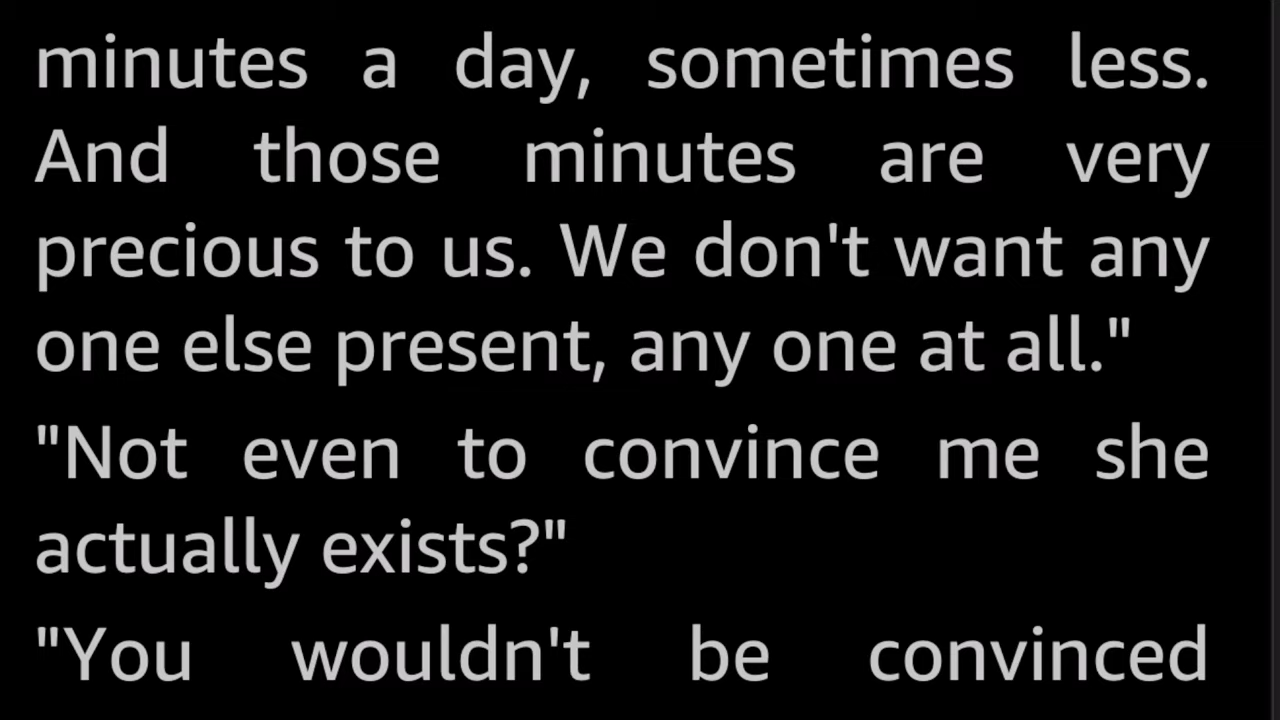 minutes a day, sometimes less.
And those minutes are very
precious to us. We don't want any
one else present, any one at all."
"Not even to convince me she
actually exists?"
"You wouldn't be convinced